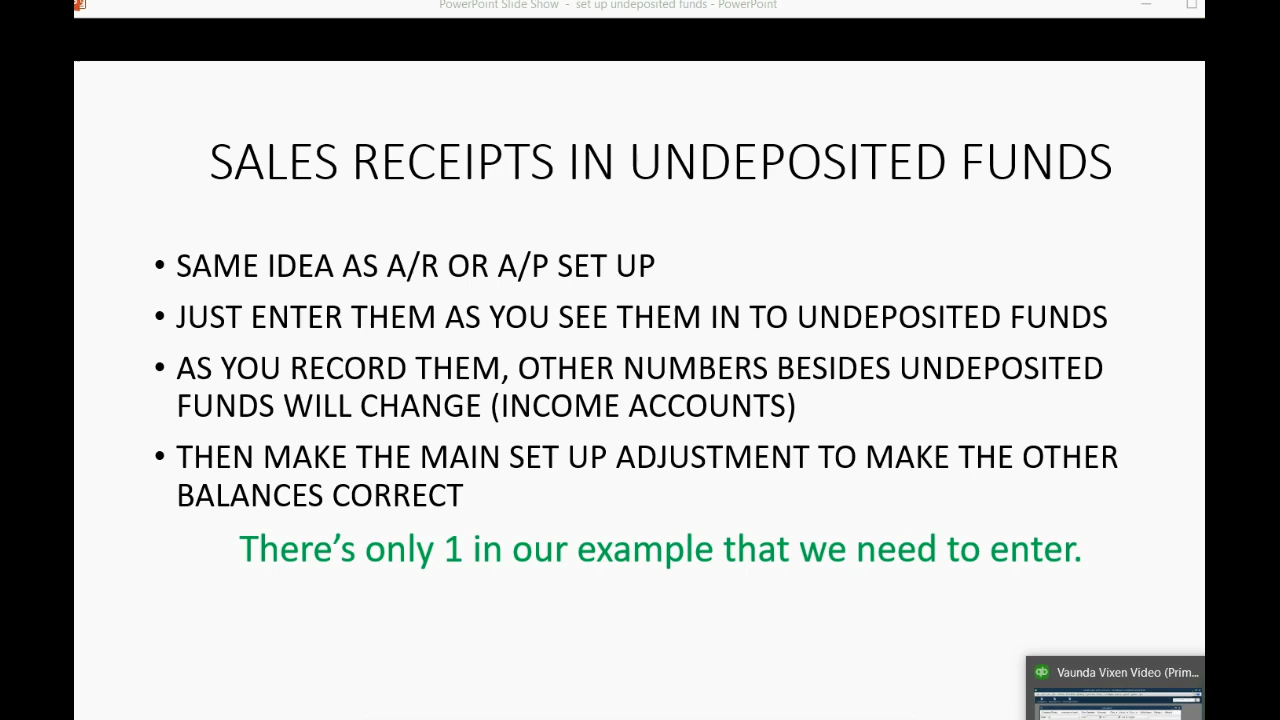 PowerPoint Slide Show - set up undeposited funds - PowerPoint
SALES RECEIPTS IN UNDEPOSITED FUNDS
• SAME IDEA AS A/R OR A/P SET UP
• JUST ENTER THEM AS YOU SEE THEM IN TO UNDEPOSITED FUNDS
• AS YOU RECORD THEM, OTHER NUMBERS BESIDES UNDEPOSITED
FUNDS WILL CHANGE (INCOME ACCOUNTS)
• THEN MAKE THE MAIN SET UP ADJUSTMENT TO MAKE THE OTHER
BALANCES CORRECT
There's only 1 in our example that we need to enter.
qb Vaunda Vixen Video (Prim...